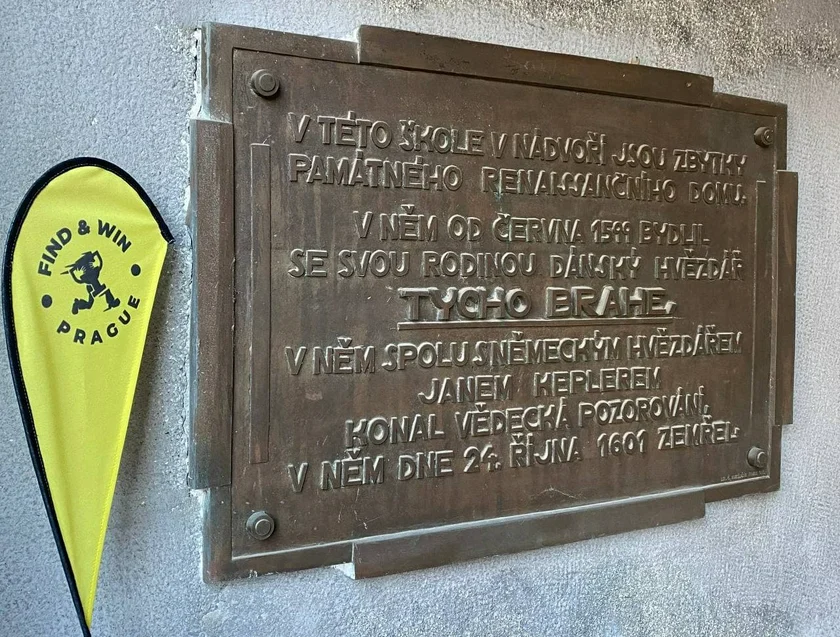 FIND & WIN
PRAGUE
V TÉTO ŠKOLE V NÁDVOŘÍ JSOU ZBYTKY
PAMÁTNÉHO RENAISSANČNÍHO DOMU.
V NĚM OD ČERVNA 1599 BYDLIL
SE SVOU RODINOU DÁNSKÝ HVĚZDÁŘ
TYCHO BRAHE,
V NĚM SPOLU S NĚMECKÝM HVĚZDÁŘEM
JANEM KEPLEREM
KONAL VĚDECKÁ POZOROVÁNÍ,
V NĚM DNE 24. ŘÍJNA 1601 ZEMŘEL.